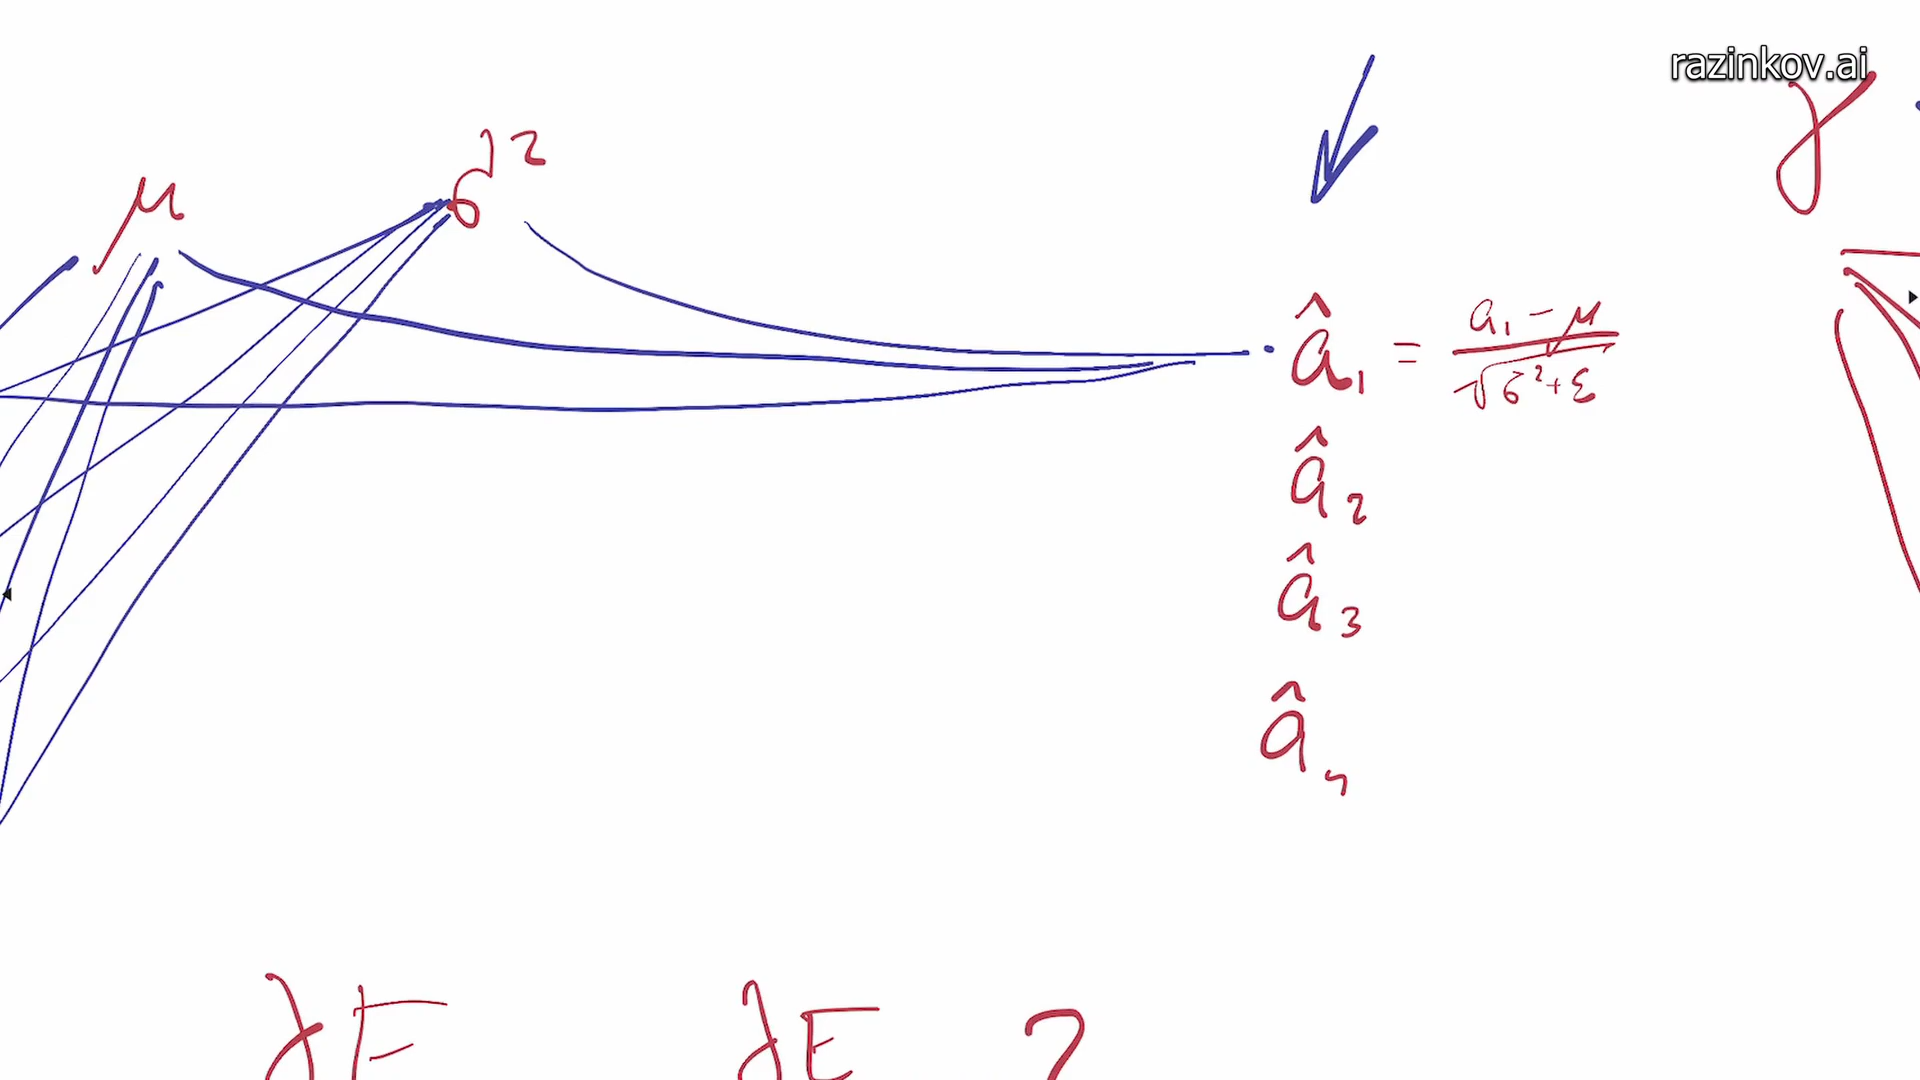 razinkov.ai
γ
μ
σ²
â₁ = (a₁ − μ) / √(σ² + ε)
â₂
â₃
âₙ
∂E ∂E ?